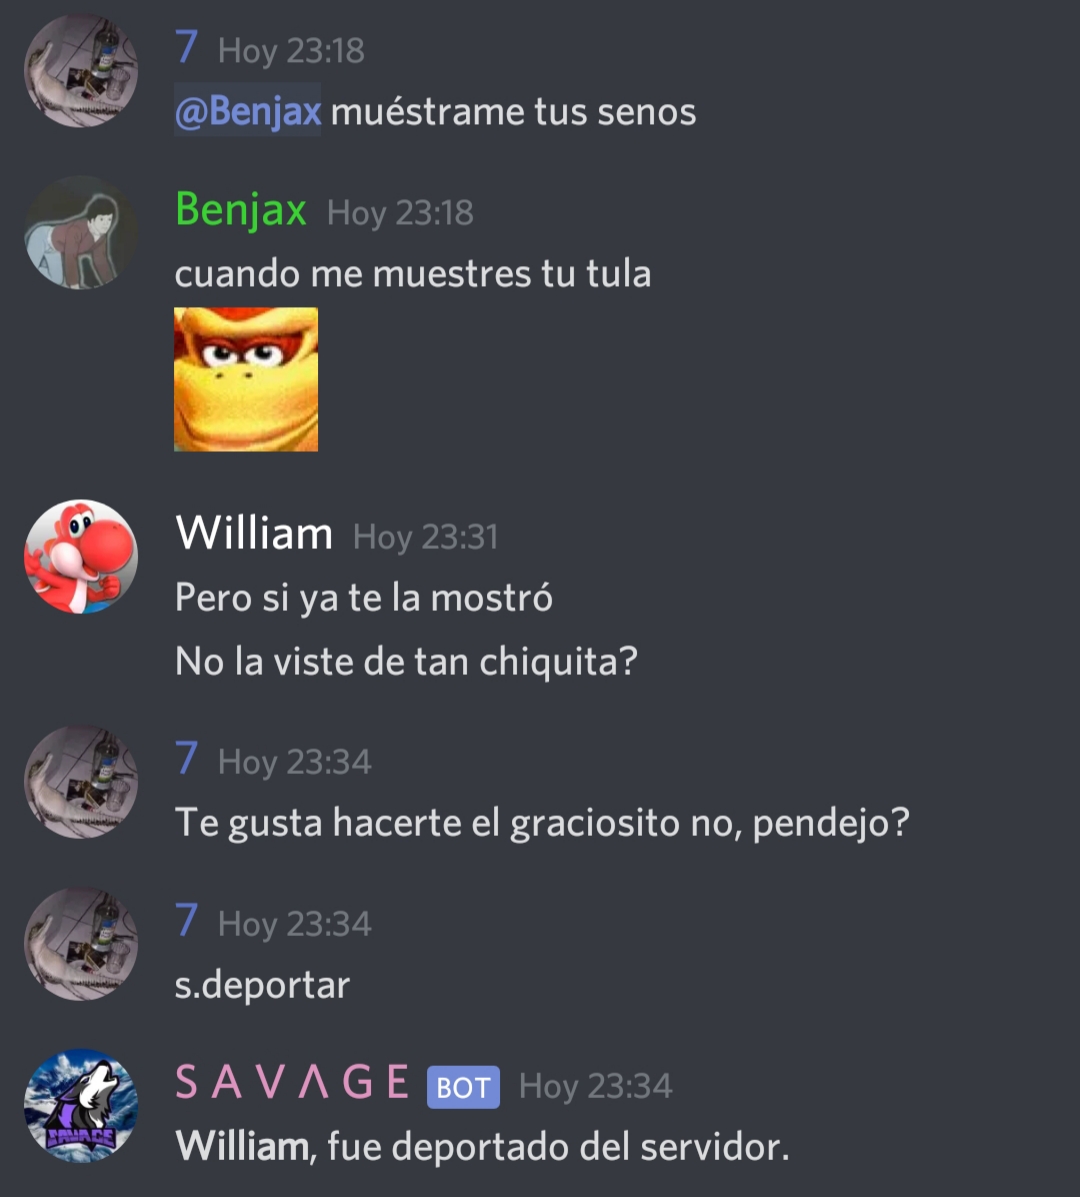 7 Hoy 23:18
@Benjax muéstrame tus senos
Benjax Hoy 23:18
cuando me muestres tu tula
William Hoy 23:31
Pero si ya te la mostró
No la viste de tan chiquita?
7 Hoy 23:34
Te gusta hacerte el graciosito no, pendejo?
7 Hoy 23:34
s.deportar
S A V Λ G E BOT Hoy 23:34
SAVAGE
William, fue deportado del servidor.